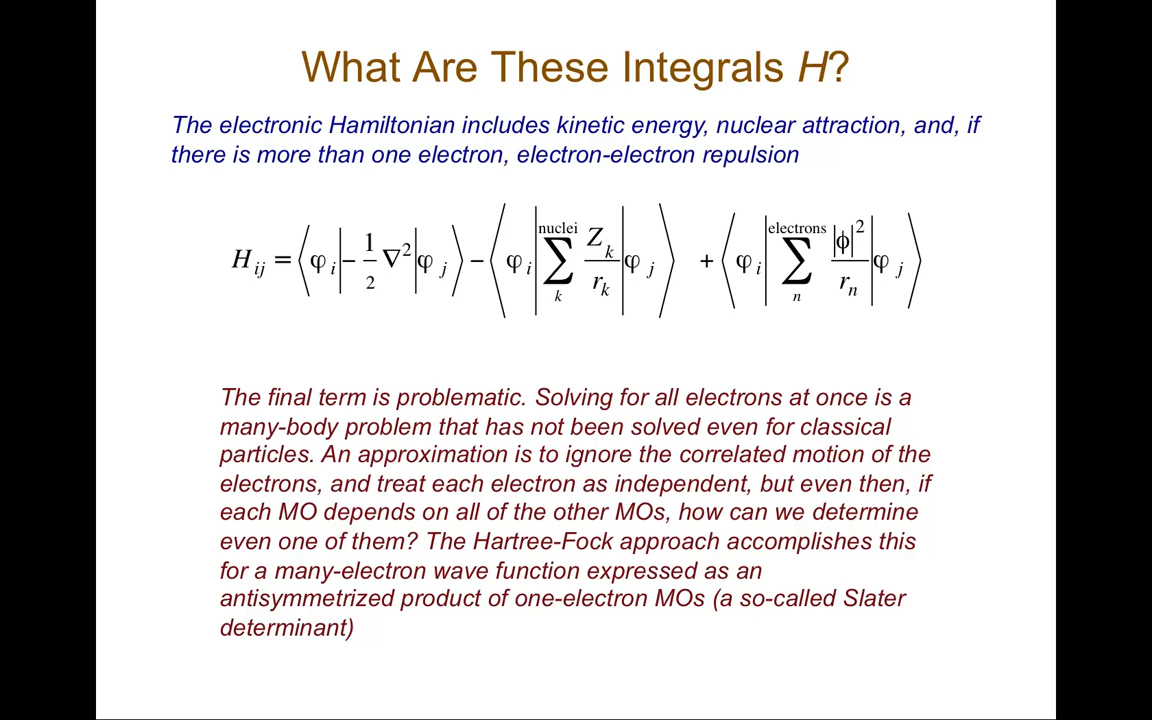 What Are These Integrals H?
The electronic Hamiltonian includes kinetic energy, nuclear attraction, and, if
there is more than one electron, electron-electron repulsion
H_{ij} = ⟨φ_i| −1/2 ∇² |φ_j⟩ − ⟨φ_i| ∑_k^{nuclei} Z_k/r_k |φ_j⟩ + ⟨φ_i| ∑_n^{electrons} |ϕ|²/r_n |φ_j⟩
The final term is problematic. Solving for all electrons at once is a
many-body problem that has not been solved even for classical
particles. An approximation is to ignore the correlated motion of the
electrons, and treat each electron as independent, but even then, if
each MO depends on all of the other MOs, how can we determine
even one of them? The Hartree-Fock approach accomplishes this
for a many-electron wave function expressed as an
antisymmetrized product of one-electron MOs (a so-called Slater
determinant)